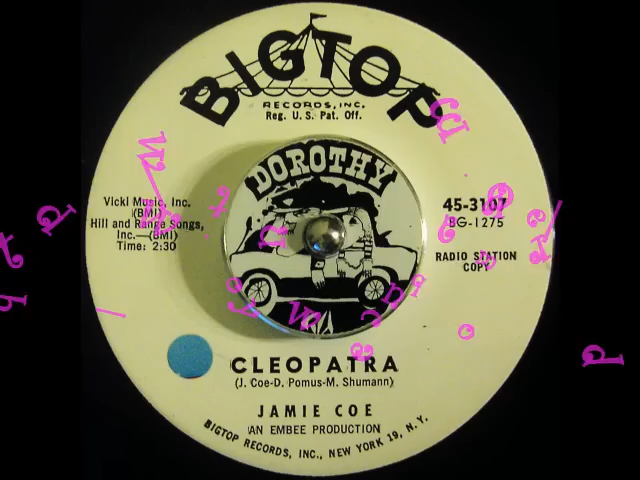 BIGTOP
RECORDS, INC.
Reg. U.S. Pat. Off.
DOROTHY
Vicki Music, Inc.
(BMI)
Hill and Range Songs,
Inc.—(BMI)
Time: 2:30
45-3107
BG-1275
RADIO STATION
COPY
CLEOPATRA
(J. Coe-D. Pomus-M. Shumann)
JAMIE COE
AN EMBEE PRODUCTION
BIGTOP RECORDS, INC., NEW YORK 19, N. Y.